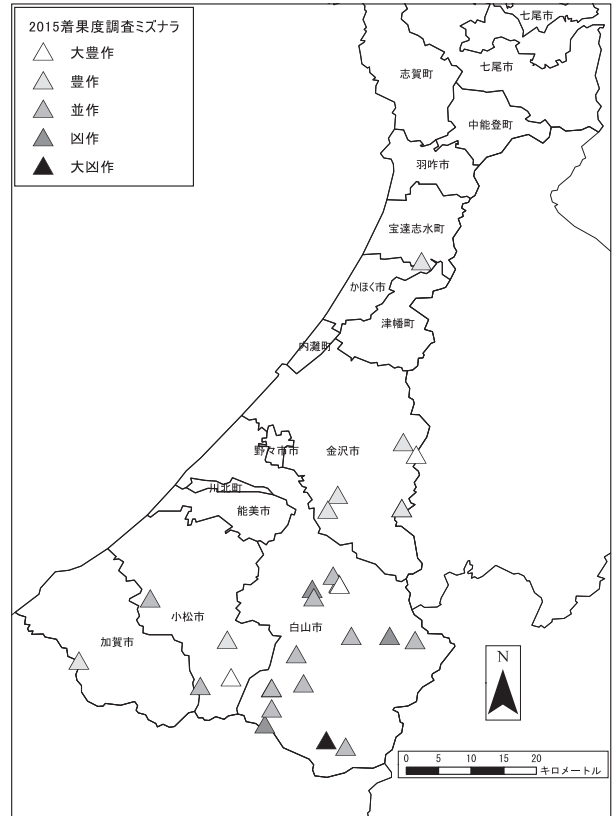 2015着果度調査ミズナラ
大豊作
豊作
並作
凶作
大凶作
七尾市
七尾市
志賀町
中能登町
羽咋市
宝達志水町
かほく市
津幡町
内灘町
野々市市
金沢市
川北町
能美市
小松市
白山市
加賀市
N
0 5 10 15 20
キロメートル